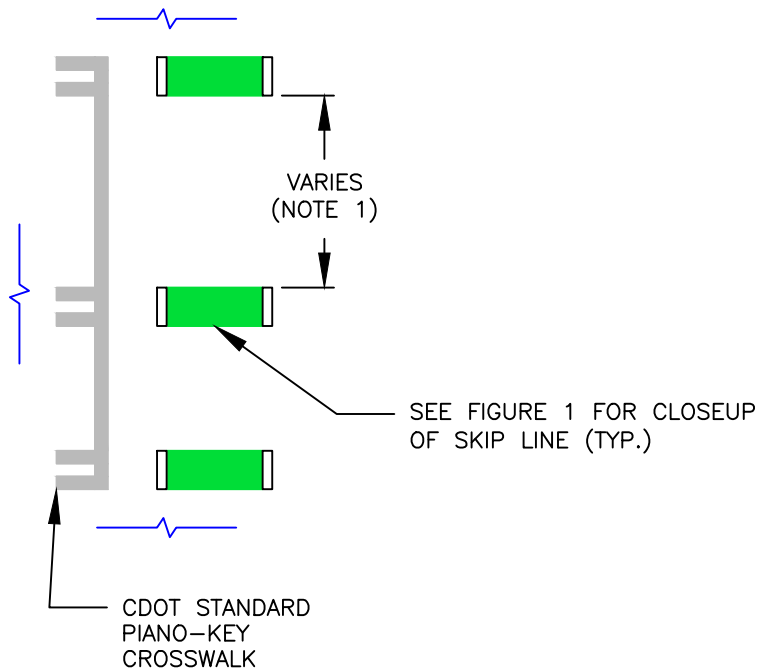 VARIES
(NOTE 1)
SEE FIGURE 1 FOR CLOSEUP
OF SKIP LINE (TYP.)
CDOT STANDARD
PIANO-KEY
CROSSWALK